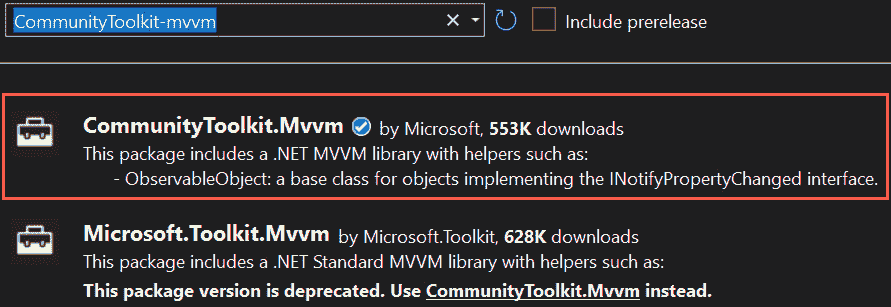 CommunityToolkit-mvvm
Include prerelease
CommunityToolkit.Mvvm by Microsoft, 553K downloads
This package includes a .NET MVVM library with helpers such as:
- ObservableObject: a base class for objects implementing the INotifyPropertyChanged interface.
Microsoft.Toolkit.Mvvm by Microsoft.Toolkit, 628K downloads
This package includes a .NET Standard MVVM library with helpers such as:
This package version is deprecated. Use CommunityToolkit.Mvvm instead.